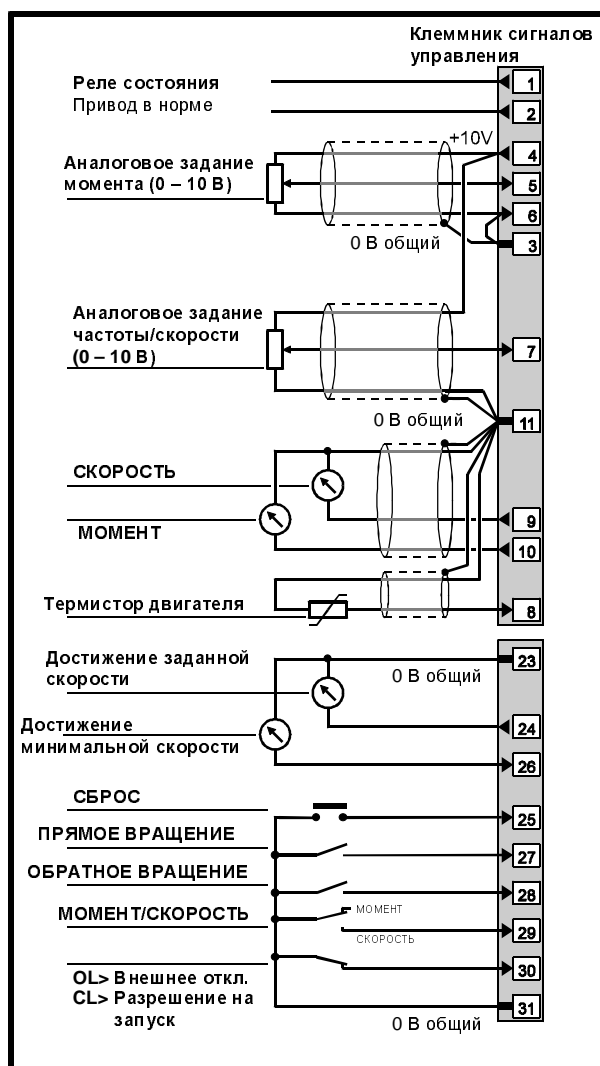 Клеммник сигналов
управления
Реле состояния
Привод в норме
1
2
+10V
Аналоговое задание
момента (0 – 10 В)
4
5
6
0 В общий
3
Аналоговое задание
частоты/скорости
(0 – 10 В)
7
0 В общий
11
СКОРОСТЬ
9
МОМЕНТ
10
Термистор двигателя
8
Достижение заданной
скорости
0 В общий
23
Достижение
минимальной скорости
24
26
СБРОС
25
ПРЯМОЕ ВРАЩЕНИЕ
27
ОБРАТНОЕ ВРАЩЕНИЕ
28
МОМЕНТ/СКОРОСТЬ
МОМЕНТ
29
СКОРОСТЬ
30
OL> Внешнее откл.
CL> Разрешение на
запуск
31
0 В общий